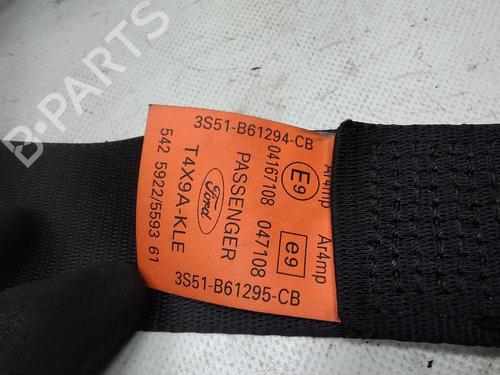 B-PARTS
3S51-B61294-CB
E9
04167108
Ar4mp
PASSENGER
047108
e9
Ar4mp
Ford
T4X9A-KLE
542 5922/5593 61
3S51-B61295-CB